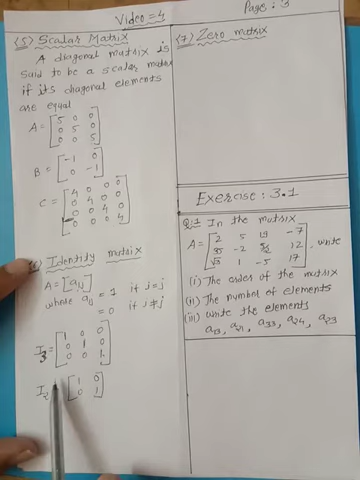 Video = 4
Page : 3
(5) Scalar Matrix
A diagonal matrix is
said to be a scalar matrix
if its diagonal elements
are equal
A = [5 0 0
0 5 0
0 0 5]
B = [-1 0
0 -1]
C = [4 0 0 0
0 4 0 0
0 0 4 0
0 0 0 4]
(6) Identity matrix
A = [aij]
where aij = 1 if i=j
= 0 if i≠j
I3 = [1 0 0
0 1 0
0 0 1]
I2 = [1 0
0 1]
(7) Zero matrix
Exercise : 3.1
Q.1 In the matrix
A = [2 5 19 -7
35 -2 5/2 12
√3 1 -5 17], write
(i) The order of the matrix
(ii) The number of elements
(iii) Write the elements
a13, a21, a33, a24, a23